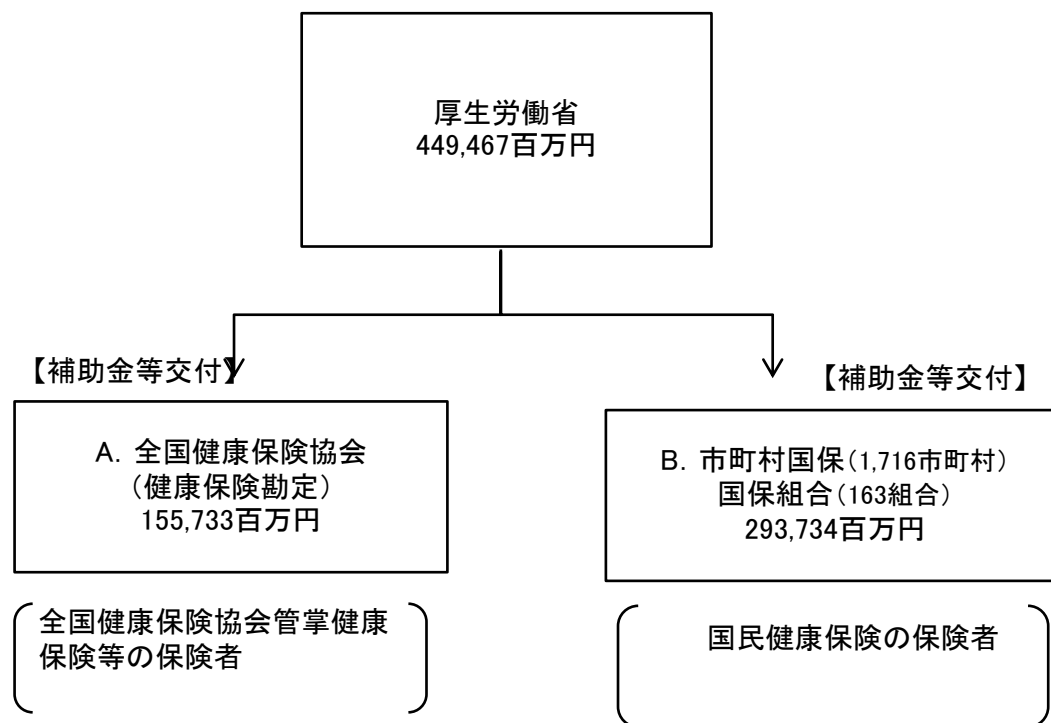 厚生労働省
449,467百万円
【補助金等交付】
【補助金等交付】
A．全国健康保険協会
（健康保険勘定）
155,733百万円
B．市町村国保（1,716市町村）
国保組合（163組合）
293,734百万円
全国健康保険協会管掌健康
保険等の保険者
国民健康保険の保険者